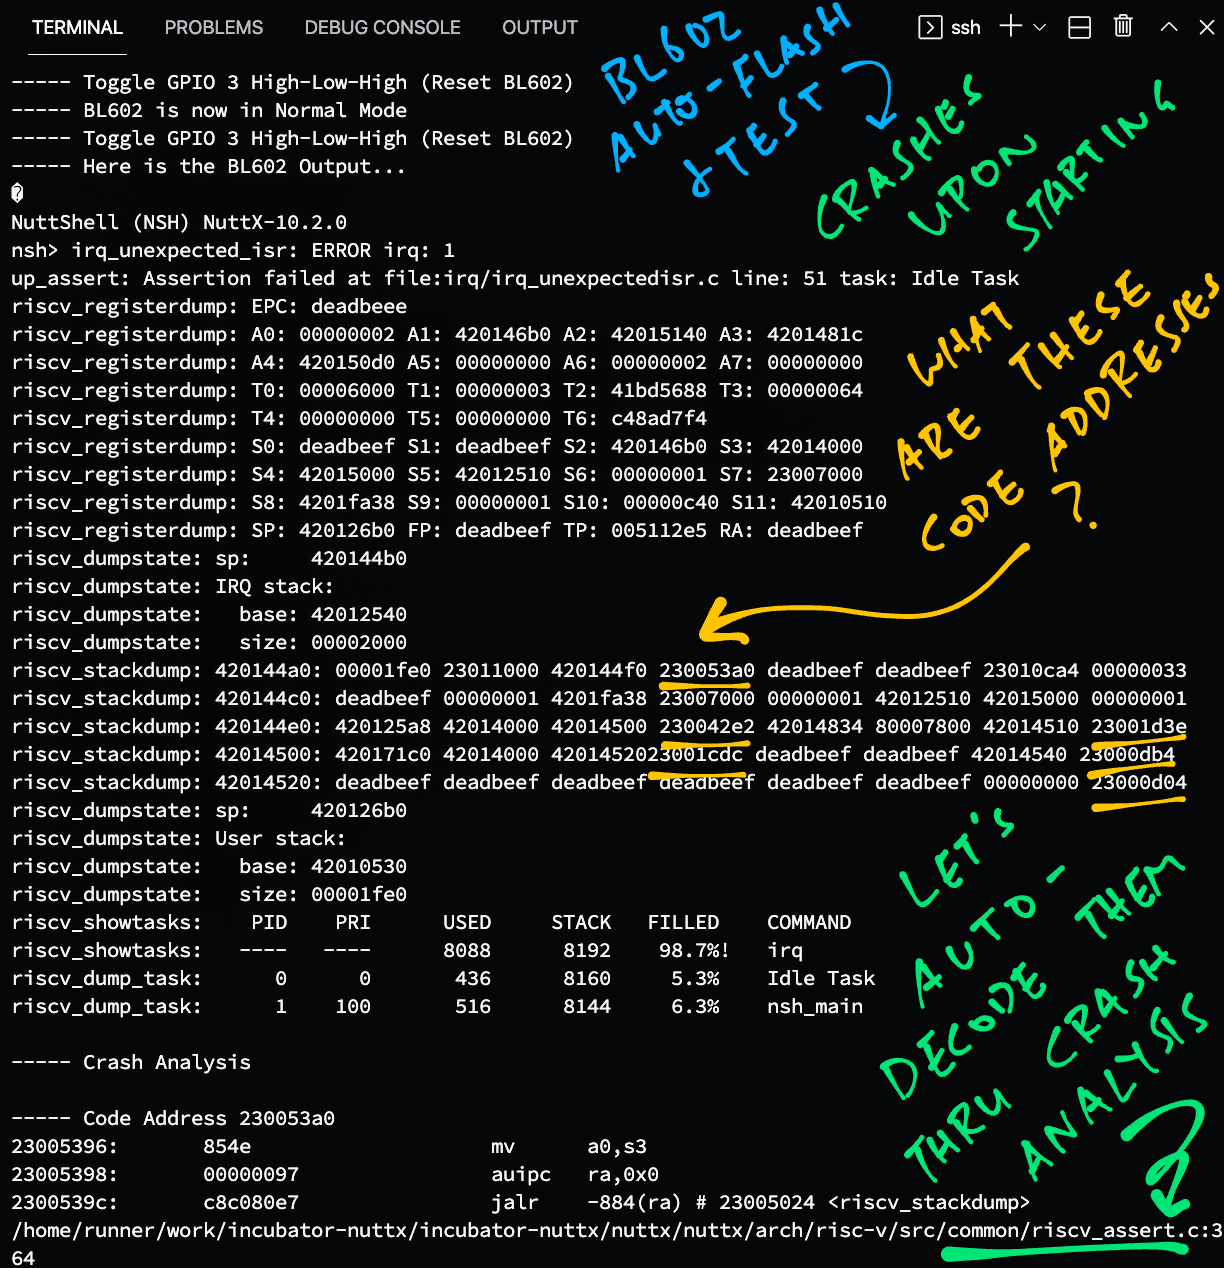 TERMINAL PROBLEMS DEBUG CONSOLE OUTPUT ssh
----- Toggle GPIO 3 High-Low-High (Reset BL602)
----- BL602 is now in Normal Mode
----- Toggle GPIO 3 High-Low-High (Reset BL602)
----- Here is the BL602 Output...
�
NuttShell (NSH) NuttX-10.2.0
nsh> irq_unexpected_isr: ERROR irq: 1
up_assert: Assertion failed at file:irq/irq_unexpectedisr.c line: 51 task: Idle Task
riscv_registerdump: EPC: deadbeee
riscv_registerdump: A0: 00000002 A1: 420146b0 A2: 42015140 A3: 4201481c
riscv_registerdump: A4: 420150d0 A5: 00000000 A6: 00000002 A7: 00000000
riscv_registerdump: T0: 00006000 T1: 00000003 T2: 41bd5688 T3: 00000064
riscv_registerdump: T4: 00000000 T5: 00000000 T6: c48ad7f4
riscv_registerdump: S0: deadbeef S1: deadbeef S2: 420146b0 S3: 42014000
riscv_registerdump: S4: 42015000 S5: 42012510 S6: 00000001 S7: 23007000
riscv_registerdump: S8: 4201fa38 S9: 00000001 S10: 00000c40 S11: 42010510
riscv_registerdump: SP: 420126b0 FP: deadbeef TP: 005112e5 RA: deadbeef
riscv_dumpstate: sp:     420144b0
riscv_dumpstate: IRQ stack:
riscv_dumpstate:   base: 42012540
riscv_dumpstate:   size: 00002000
riscv_stackdump: 420144a0: 00001fe0 23011000 420144f0 230053a0 deadbeef deadbeef 23010ca4 00000033
riscv_stackdump: 420144c0: deadbeef 00000001 4201fa38 23007000 00000001 42012510 42015000 00000001
riscv_stackdump: 420144e0: 420125a8 42014000 42014500 230042e2 42014834 80007800 42014510 23001d3e
riscv_stackdump: 42014500: 420171c0 42014000 4201452023001cdc deadbeef deadbeef 42014540 23000db4
riscv_stackdump: 42014520: deadbeef deadbeef deadbeef deadbeef deadbeef deadbeef 00000000 23000d04
riscv_dumpstate: sp:     420126b0
riscv_dumpstate: User stack:
riscv_dumpstate:   base: 42010530
riscv_dumpstate:   size: 00001fe0
riscv_showtasks:    PID    PRI      USED     STACK   FILLED    COMMAND
riscv_showtasks:   ----   ----      8088      8192    98.7%!   irq
riscv_dump_task:      0      0       436      8160     5.3%    Idle Task
riscv_dump_task:      1    100       516      8144     6.3%    nsh_main
----- Crash Analysis
----- Code Address 230053a0
23005396:       854e                    mv      a0,s3
23005398:       00000097                auipc   ra,0x0
2300539c:       c8c080e7                jalr    -884(ra) # 23005024 <riscv_stackdump>
/home/runner/work/incubator-nuttx/incubator-nuttx/nuttx/nuttx/arch/risc-v/src/common/riscv_assert.c:3
64
BL602
AUTO-FLASH
& TEST
CRASHES
UPON
STARTING
WHAT
ARE THESE
CODE ADDRESSES
?
LET'S
AUTO-
DECODE THEM
THRU CRASH
ANALYSIS